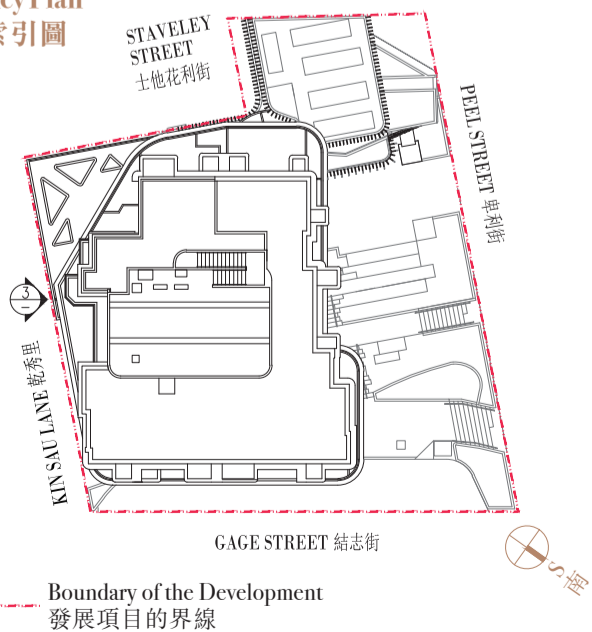 Plan
索引圖
STAVELEY
STREET
士他花利街
PEEL STREET 卑利街
3
KIN SAU LANE 乾秀里
GAGE STREET 結志街
S 南
Boundary of the Development
發展項目的界線